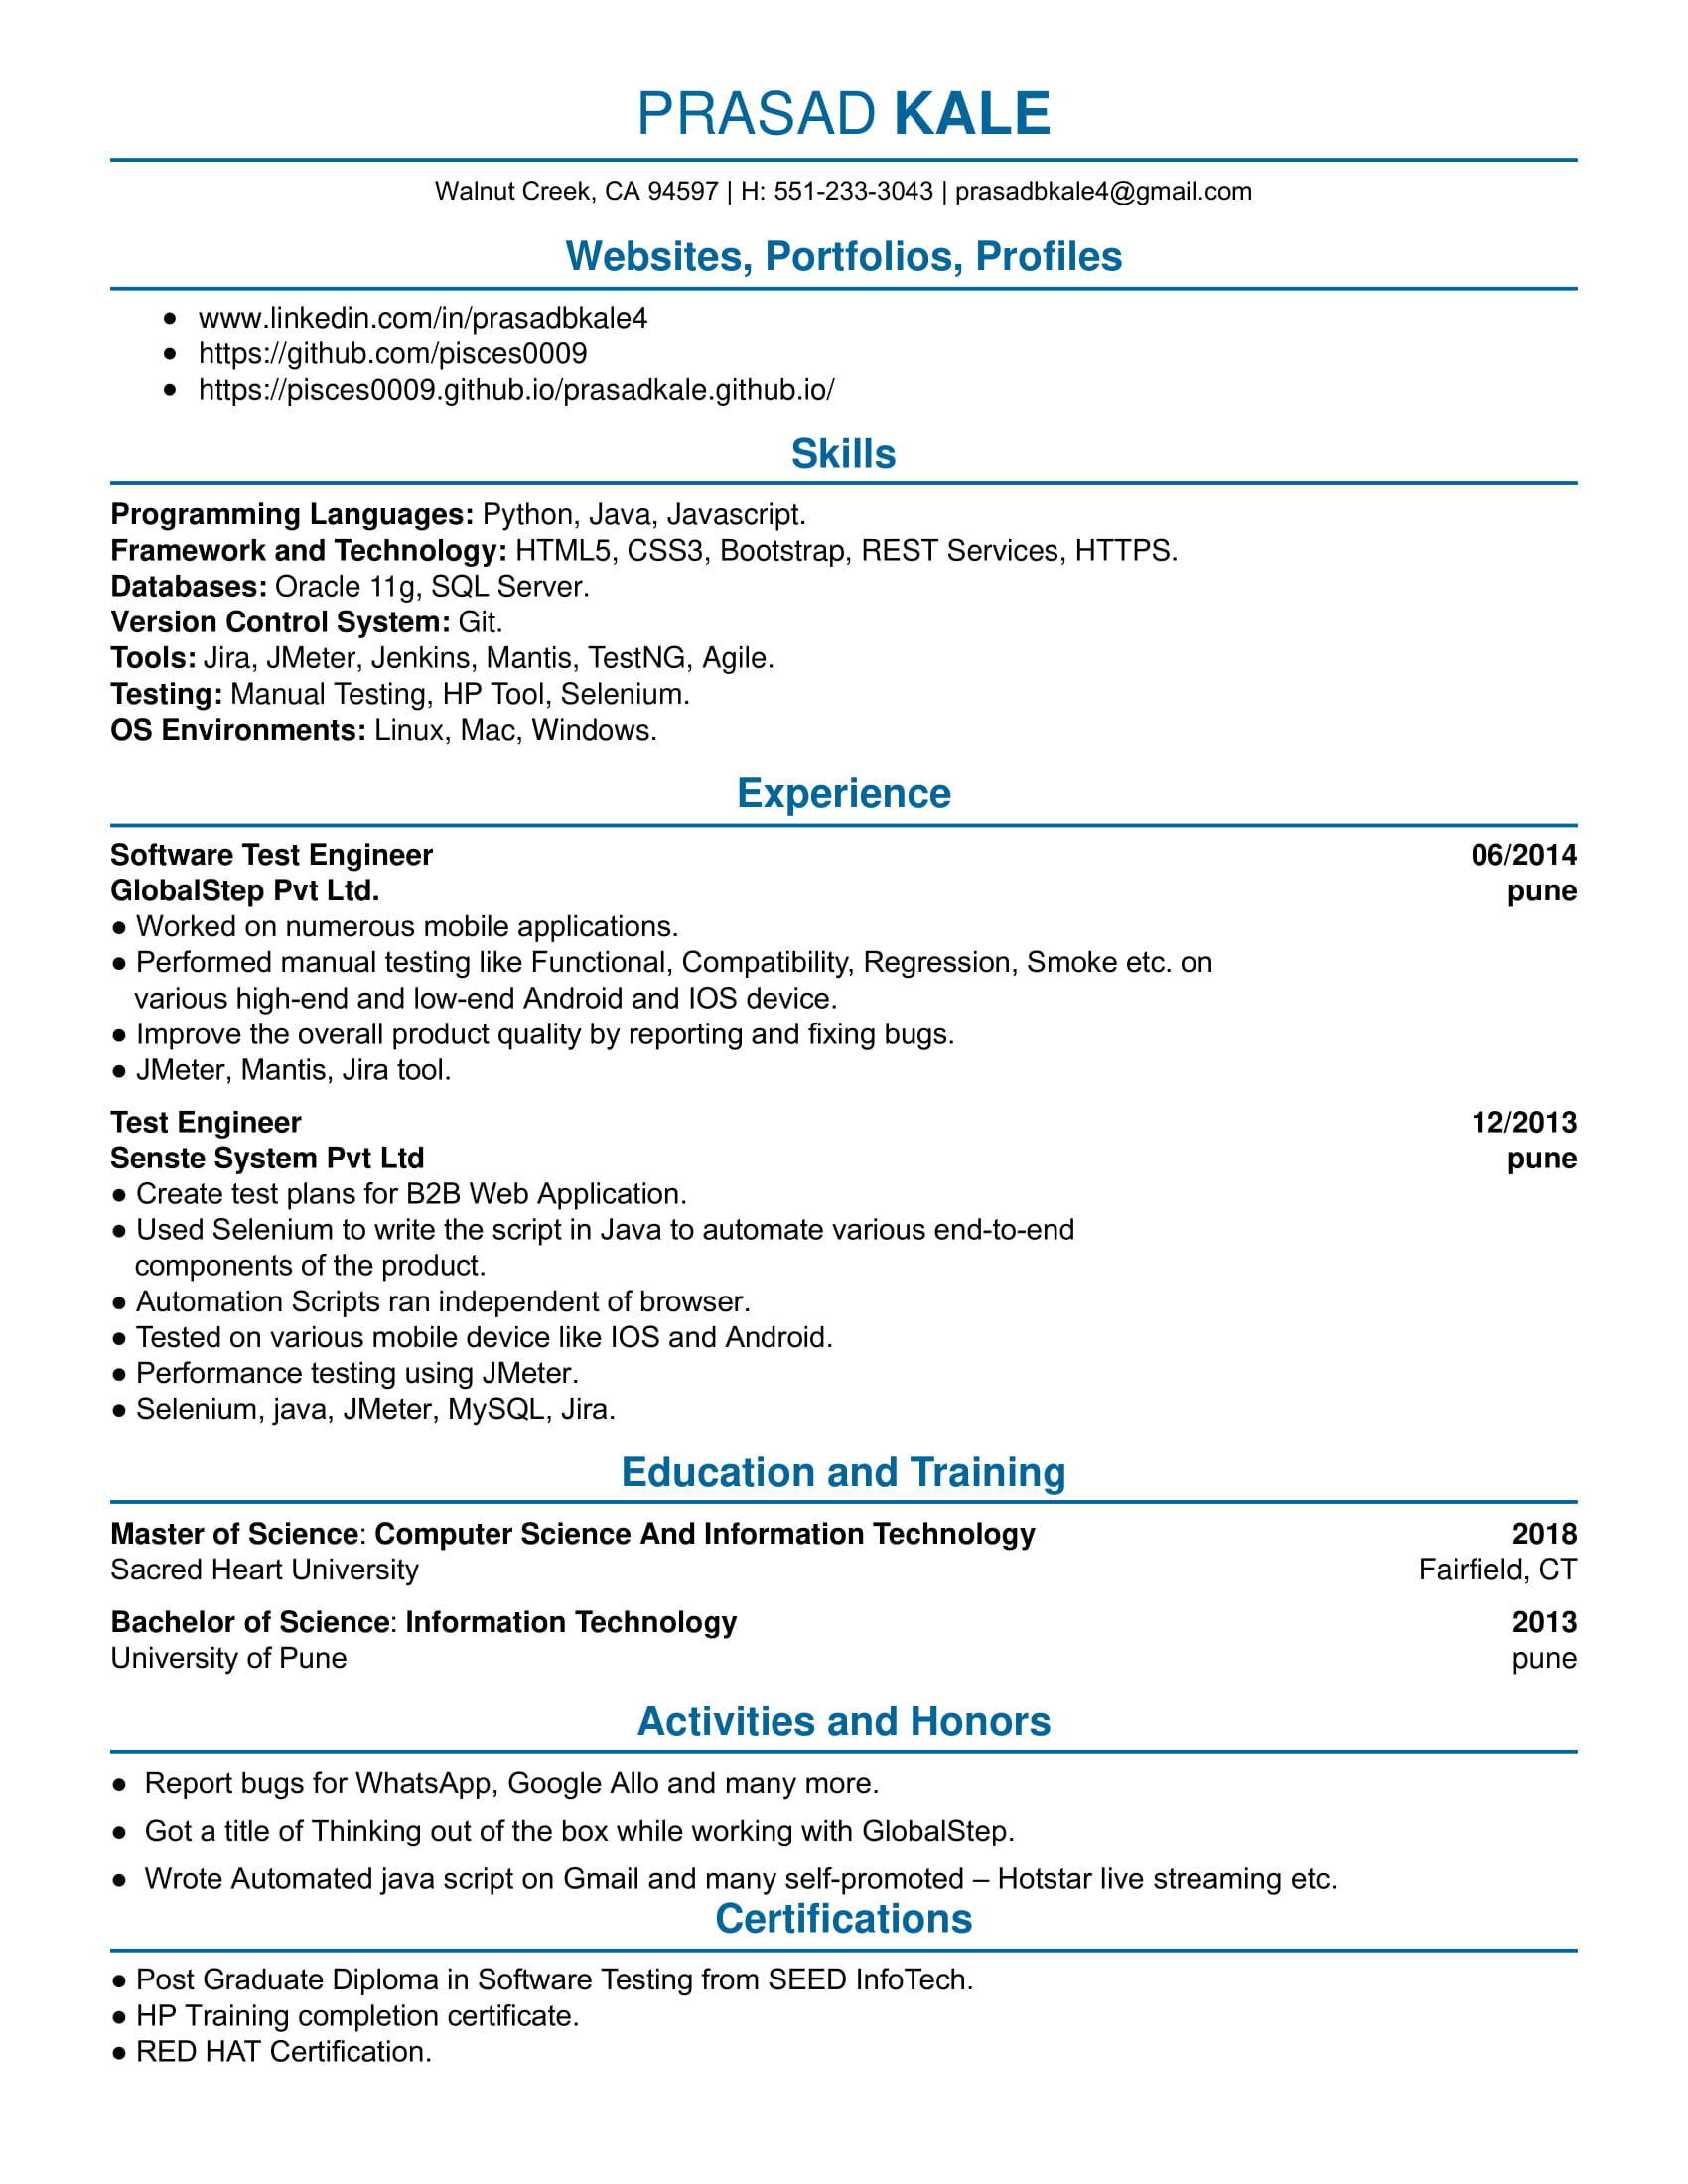 PRASAD KALE
Walnut Creek, CA 94597 | H: 551-233-3043 | prasadbkale4@gmail.com
Websites, Portfolios, Profiles
● www.linkedin.com/in/prasadbkale4
● https://github.com/pisces0009
● https://pisces0009.github.io/prasadkale.github.io/
Skills
Programming Languages: Python, Java, Javascript.
Framework and Technology: HTML5, CSS3, Bootstrap, REST Services, HTTPS.
Databases: Oracle 11g, SQL Server.
Version Control System: Git.
Tools: Jira, JMeter, Jenkins, Mantis, TestNG, Agile.
Testing: Manual Testing, HP Tool, Selenium.
OS Environments: Linux, Mac, Windows.
Experience
Software Test Engineer 06/2014
GlobalStep Pvt Ltd. pune
● Worked on numerous mobile applications.
● Performed manual testing like Functional, Compatibility, Regression, Smoke etc. on
various high-end and low-end Android and IOS device.
● Improve the overall product quality by reporting and fixing bugs.
● JMeter, Mantis, Jira tool.
Test Engineer 12/2013
Senste System Pvt Ltd pune
● Create test plans for B2B Web Application.
● Used Selenium to write the script in Java to automate various end-to-end
components of the product.
● Automation Scripts ran independent of browser.
● Tested on various mobile device like IOS and Android.
● Performance testing using JMeter.
● Selenium, java, JMeter, MySQL, Jira.
Education and Training
Master of Science: Computer Science And Information Technology 2018
Sacred Heart University Fairfield, CT
Bachelor of Science: Information Technology 2013
University of Pune pune
Activities and Honors
● Report bugs for WhatsApp, Google Allo and many more.
● Got a title of Thinking out of the box while working with GlobalStep.
● Wrote Automated java script on Gmail and many self-promoted – Hotstar live streaming etc.
Certifications
● Post Graduate Diploma in Software Testing from SEED InfoTech.
● HP Training completion certificate.
● RED HAT Certification.